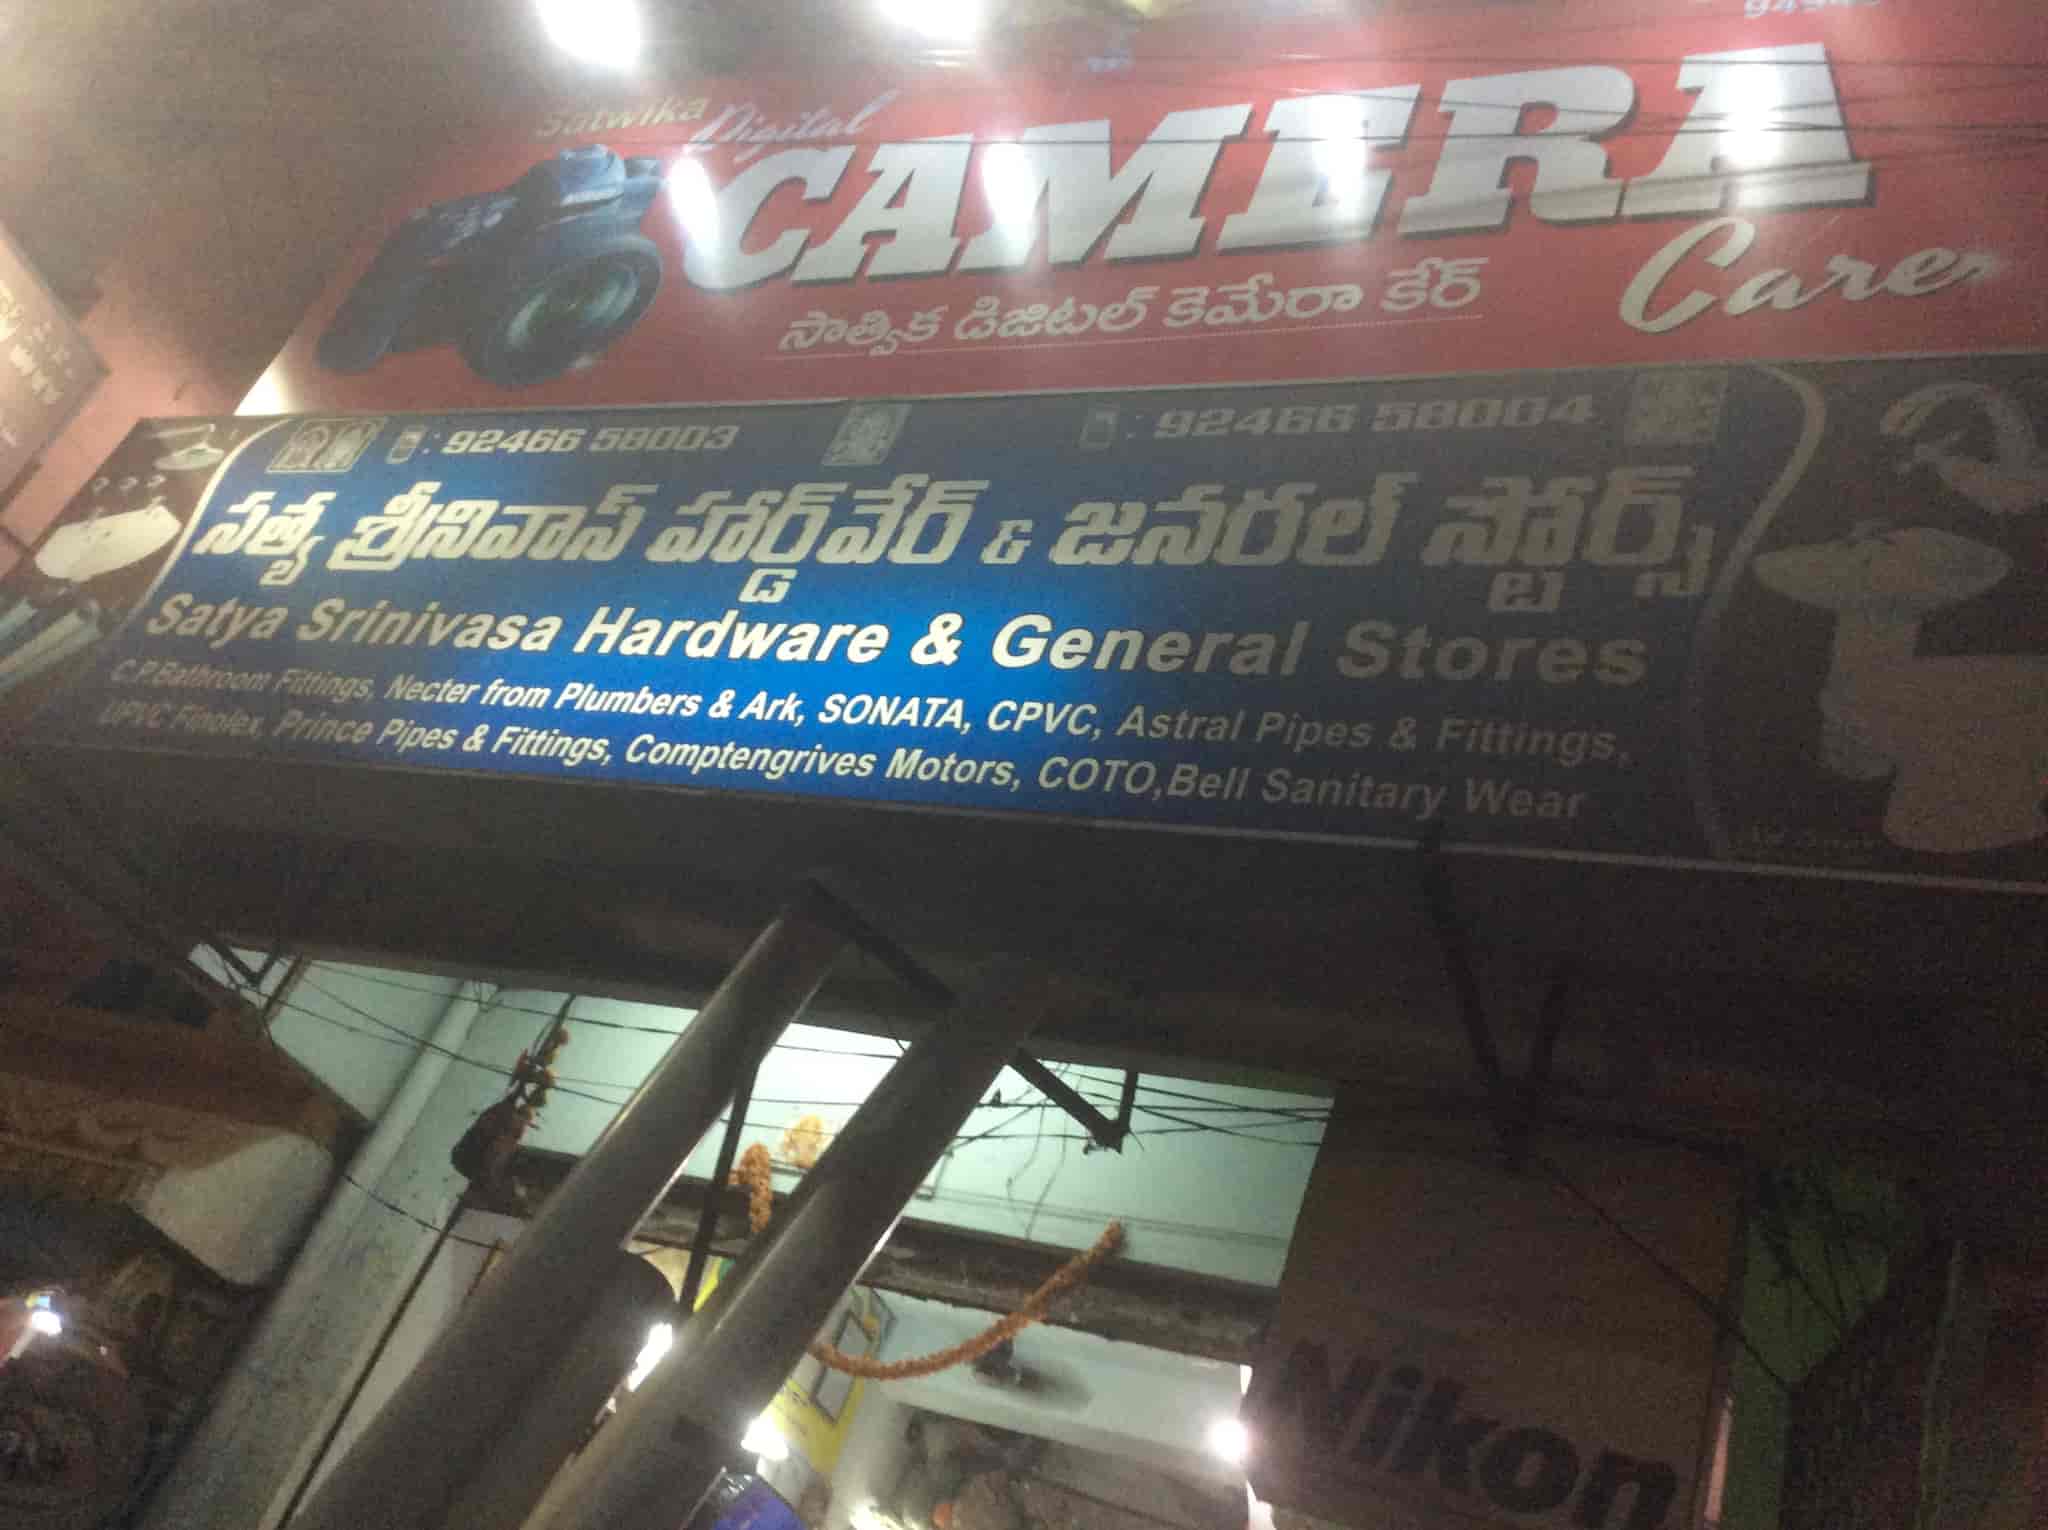 Satwika Digital
CAMERA
Care
సాత్విక డిజిటల్ కెమేరా కేర్
: 92466 58003
: 92466 58004
సత్య శ్రీనివాస్ హార్డ్‌వేర్ & జనరల్ స్టోర్స్
Satya Srinivasa Hardware & General Stores
C.P.Bathroom Fittings, Necter from Plumbers & Ark, SONATA, CPVC, Astral Pipes & Fittings,
UPVC Finolex, Prince Pipes & Fittings, Comptengrives Motors, COTO,Bell Sanitary Wear
Nikon